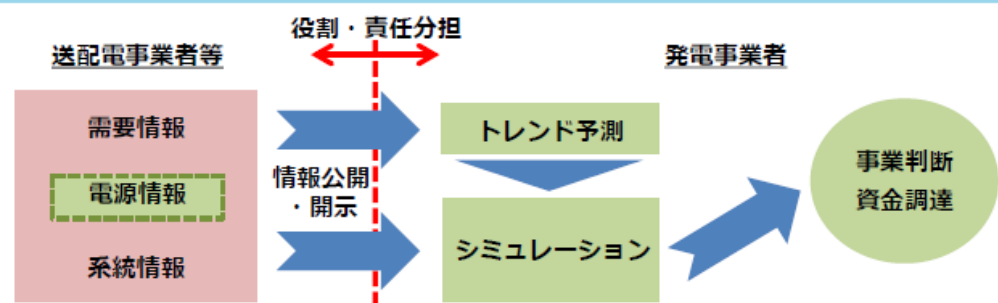 役割・責任分担
送配電事業者等
発電事業者
需要情報
電源情報
系統情報
情報公開
・開示
トレンド予測
シミュレーション
事業判断
資金調達